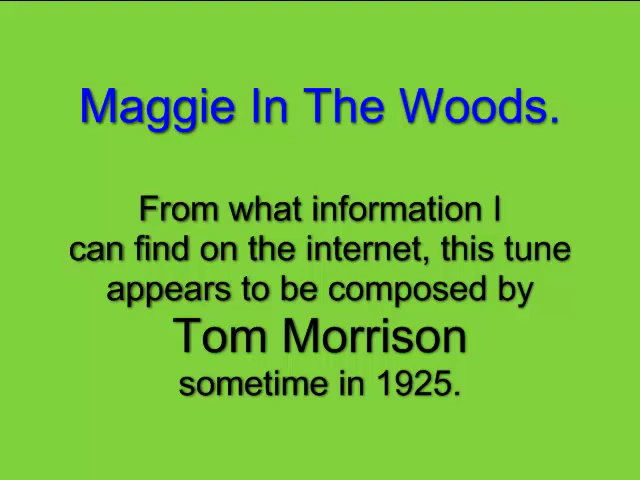 Maggie In The Woods.
From what information I
can find on the internet, this tune
appears to be composed by
Tom Morrison
sometime in 1925.